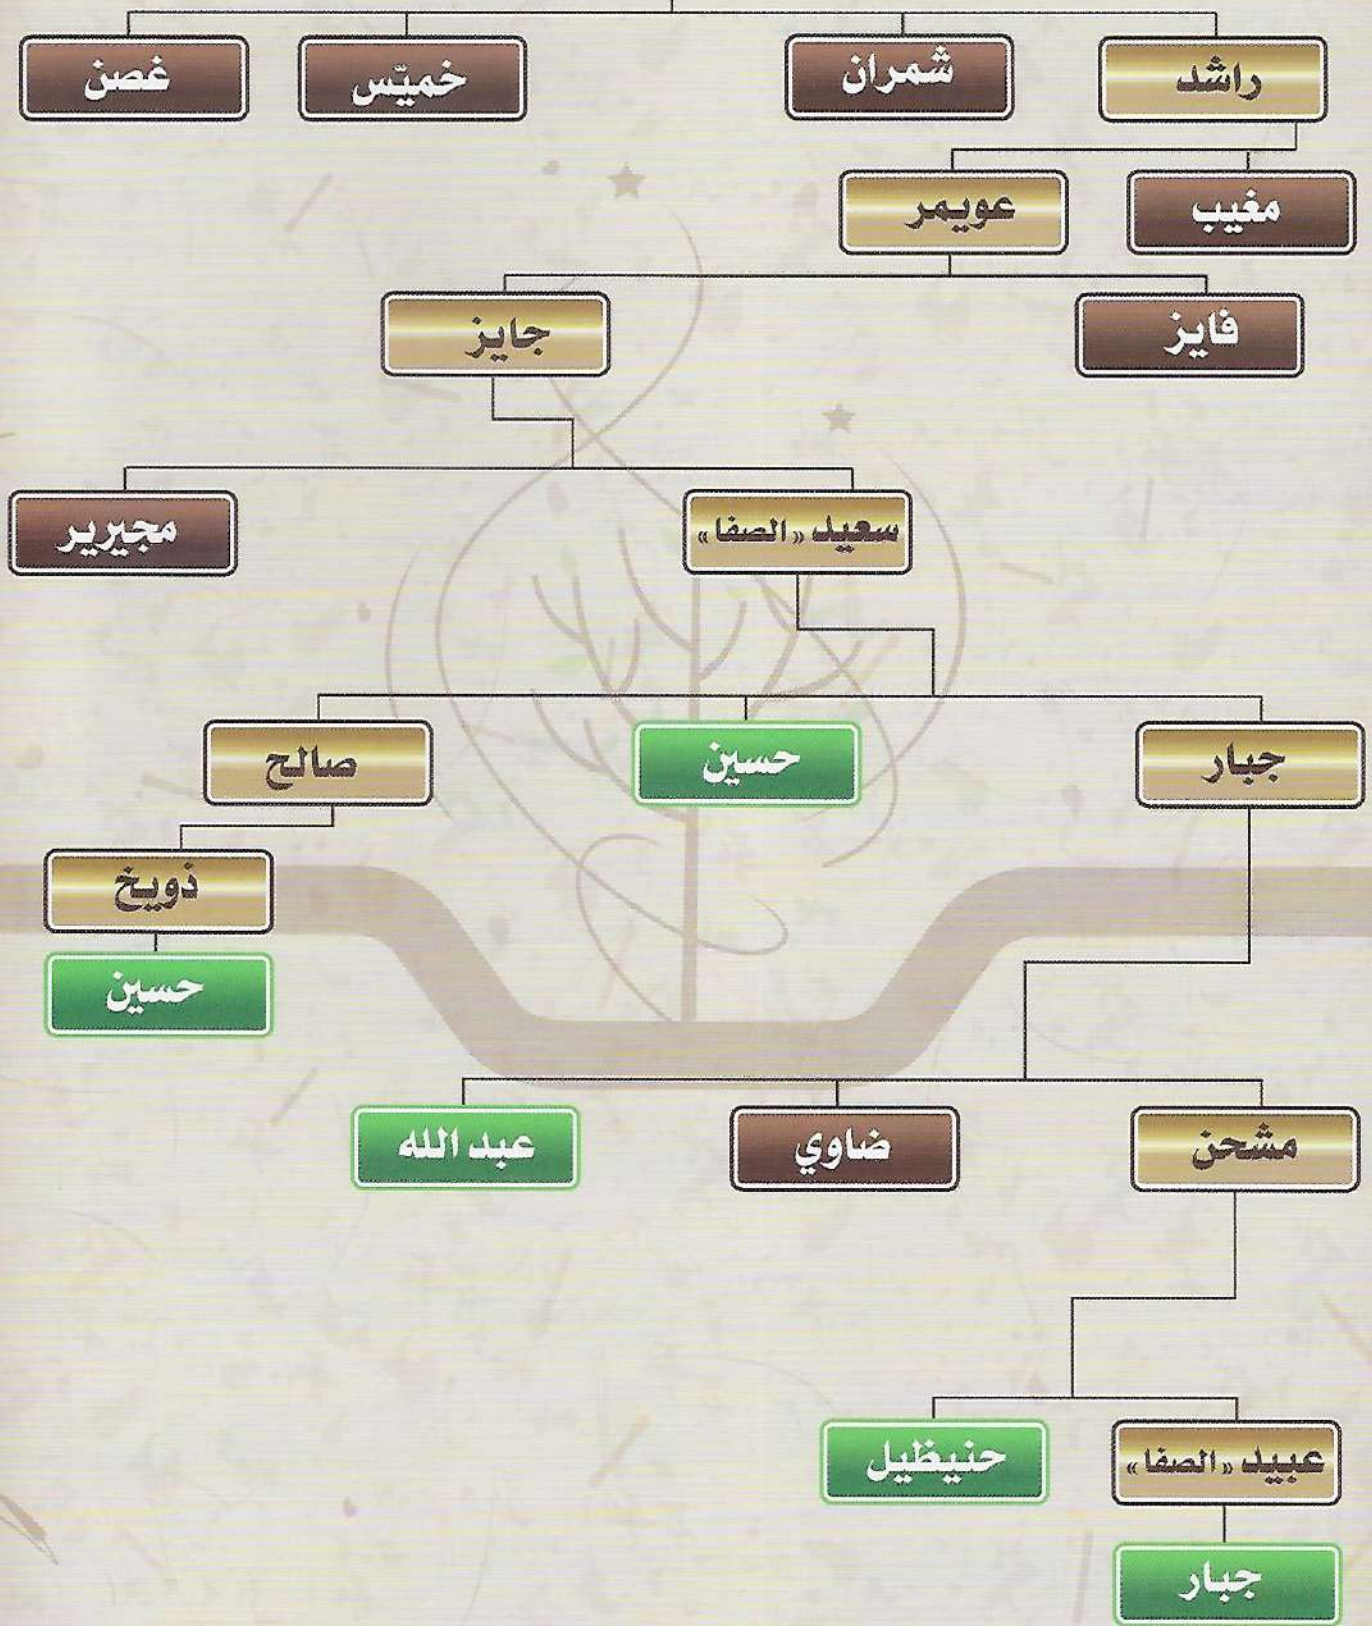 راشد
شمران
خميّس
غصن
مغيب
عويمر
فايز
جايز
سعيد «الصفا»
مجيرير
جبار
حسين
صالح
ذويخ
حسين
مشحن
ضاوي
عبد الله
عبيد «الصفا»
حنيظيل
جبار